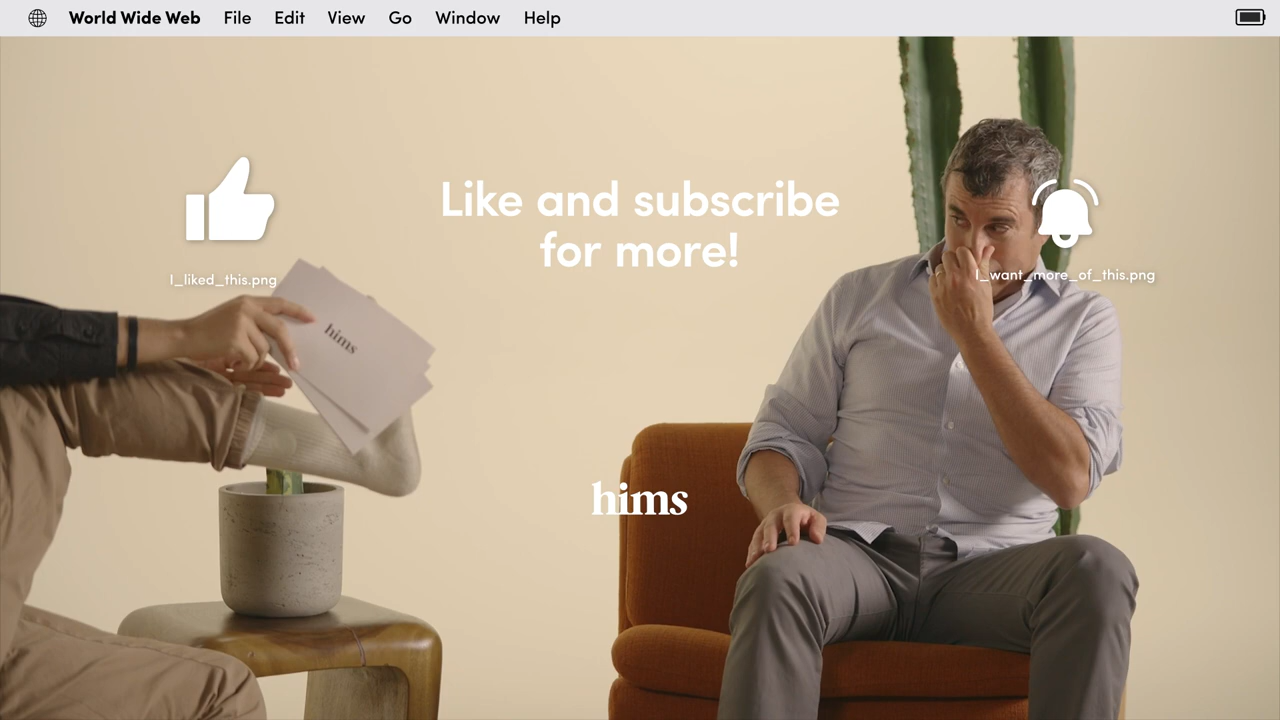 World Wide Web File Edit View Go Window Help
Like and subscribe
for more!
I_liked_this.png
I_want_more_of_this.png
hims
hims